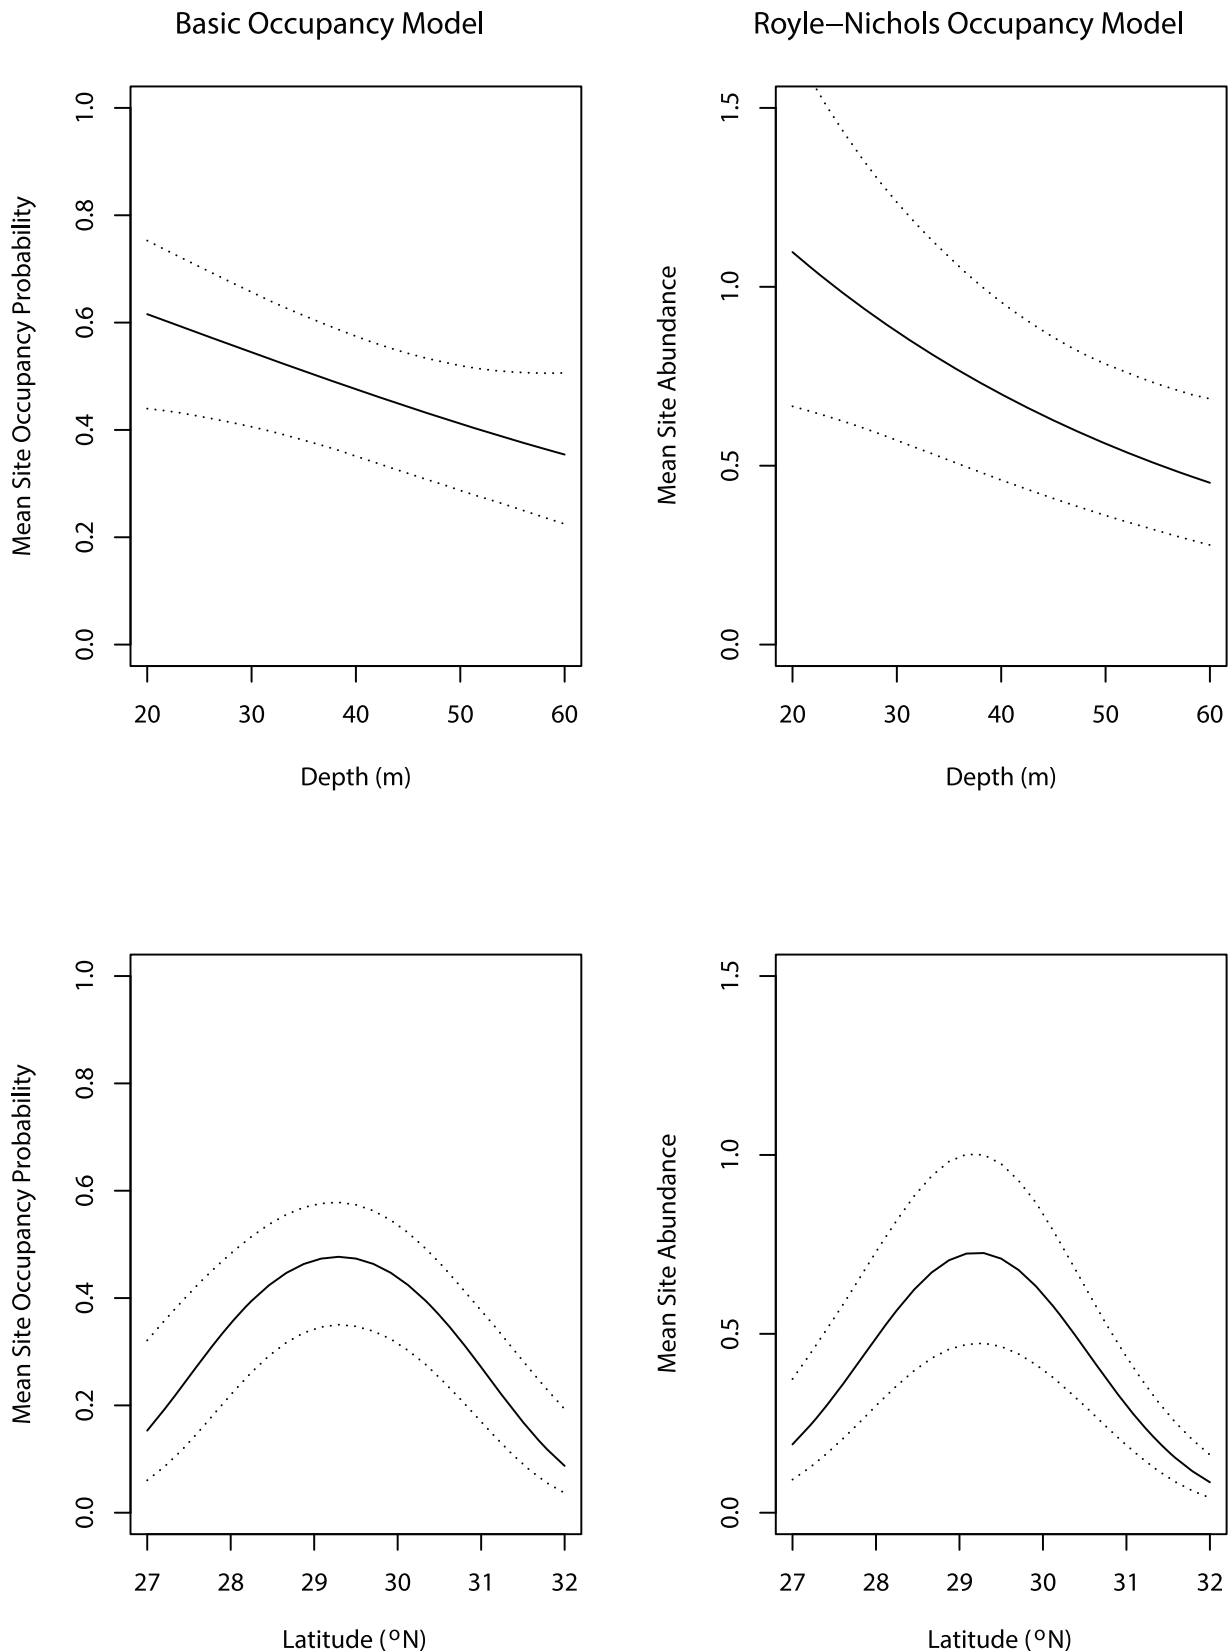 Basic Occupancy Model
Royle−Nichols Occupancy Model
Mean Site Occupancy Probability
1.0
0.8
0.6
0.4
0.2
0.0
20 30 40 50 60
Depth (m)
Mean Site Abundance
1.5
1.0
0.5
0.0
20 30 40 50 60
Depth (m)
Mean Site Occupancy Probability
1.0
0.8
0.6
0.4
0.2
0.0
27 28 29 30 31 32
Latitude (°N)
Mean Site Abundance
1.5
1.0
0.5
0.0
27 28 29 30 31 32
Latitude (°N)